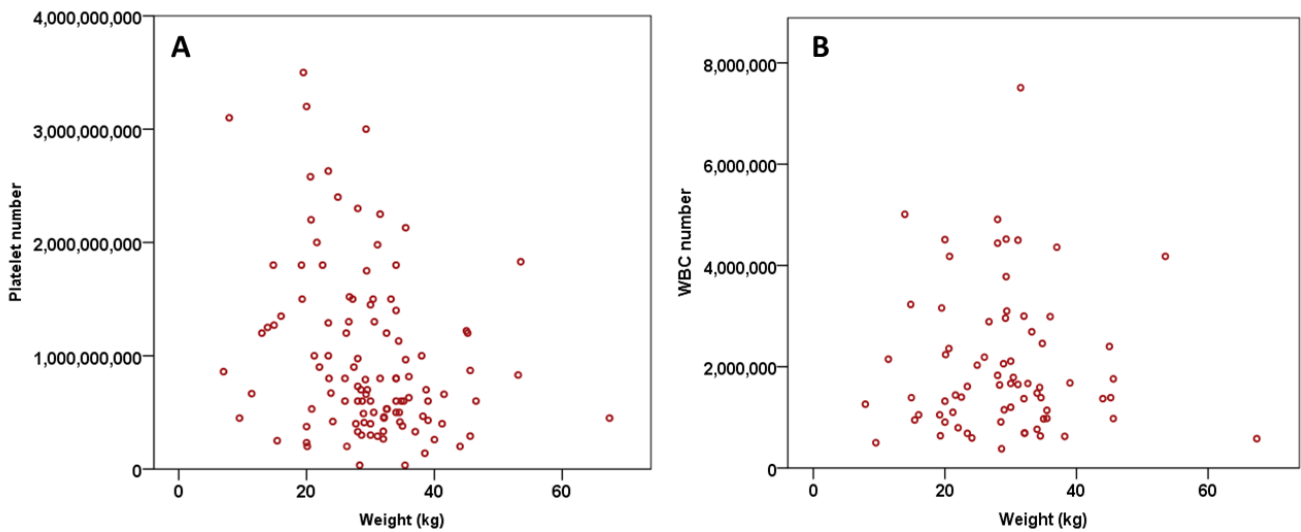 A
4,000,000,000
3,000,000,000
2,000,000,000
1,000,000,000
0
Platelet number
0 20 40 60
Weight (kg)
B
8,000,000
6,000,000
4,000,000
2,000,000
0
WBC number
0 20 40 60
Weight (kg)